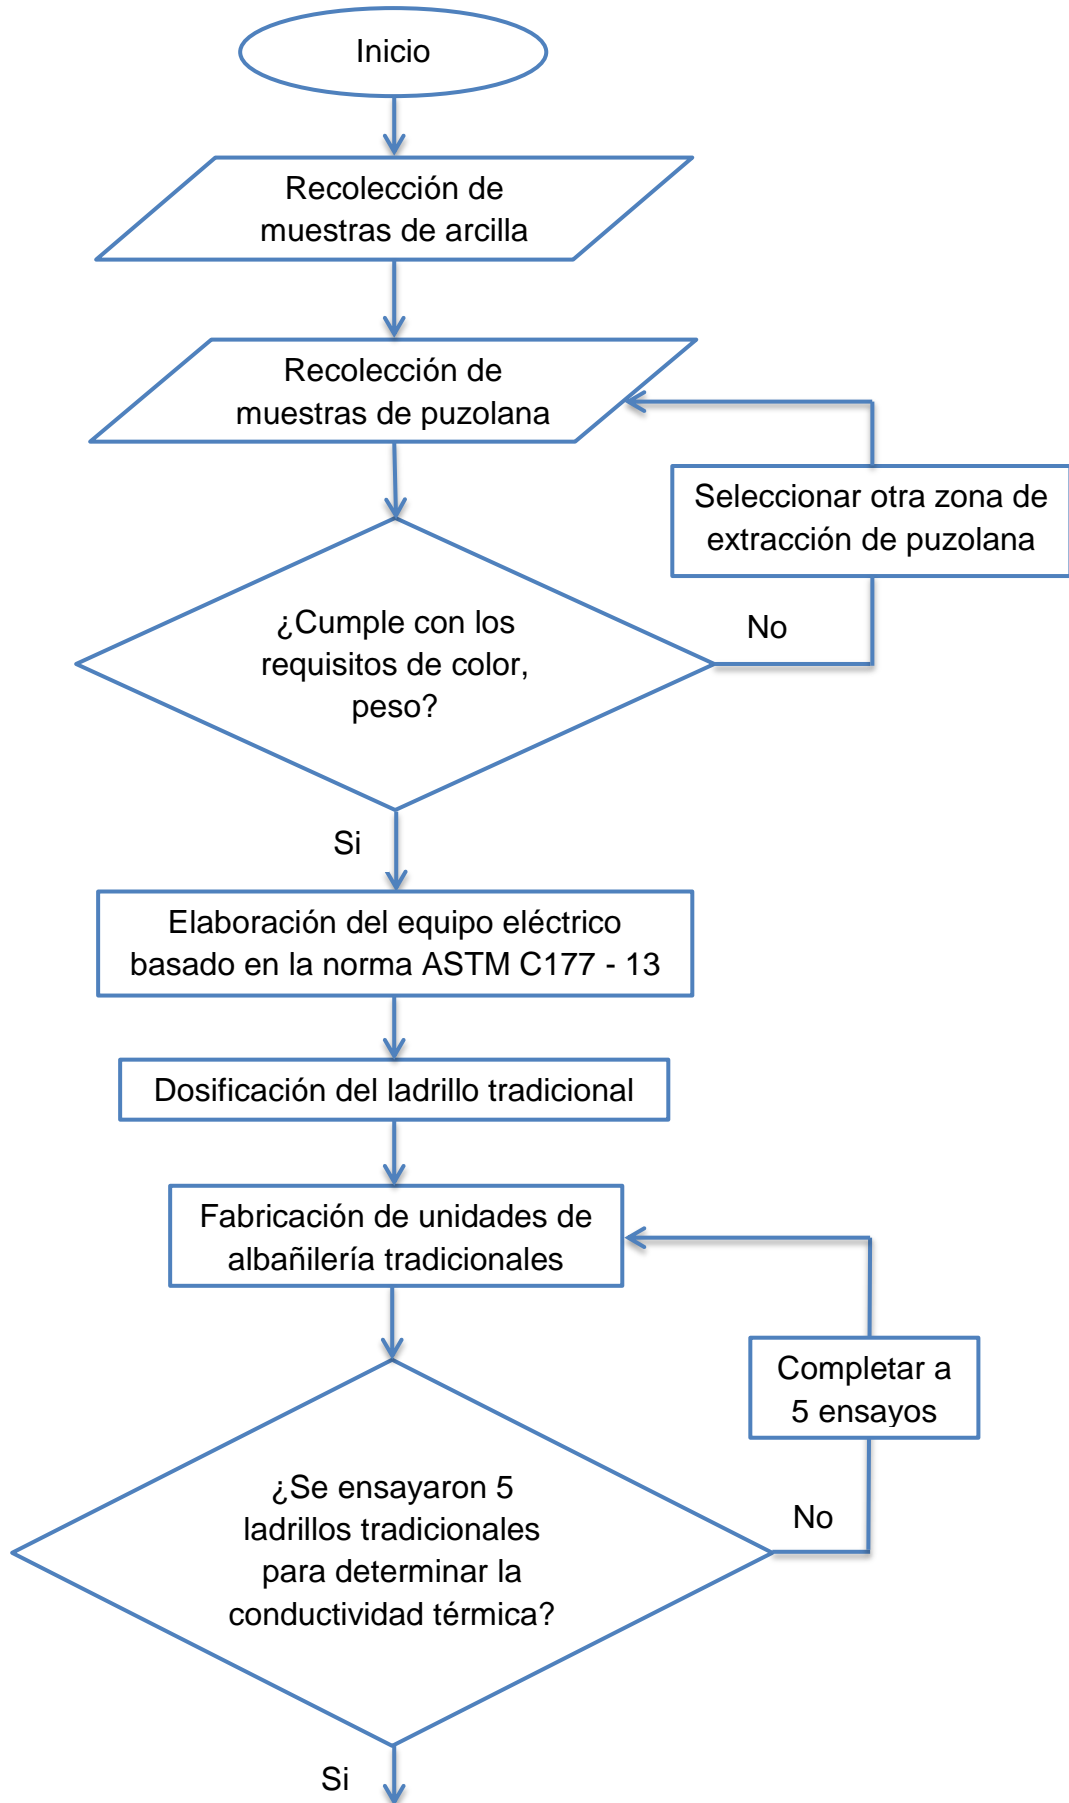 Inicio
Recolección de
muestras de arcilla
Recolección de
muestras de puzolana
Seleccionar otra zona de
extracción de puzolana
¿Cumple con los
requisitos de color,
peso?
No
Si
Elaboración del equipo eléctrico
basado en la norma ASTM C177 - 13
Dosificación del ladrillo tradicional
Fabricación de unidades de
albañilería tradicionales
Completar a
5 ensayos
¿Se ensayaron 5
ladrillos tradicionales
para determinar la
conductividad térmica?
No
Si